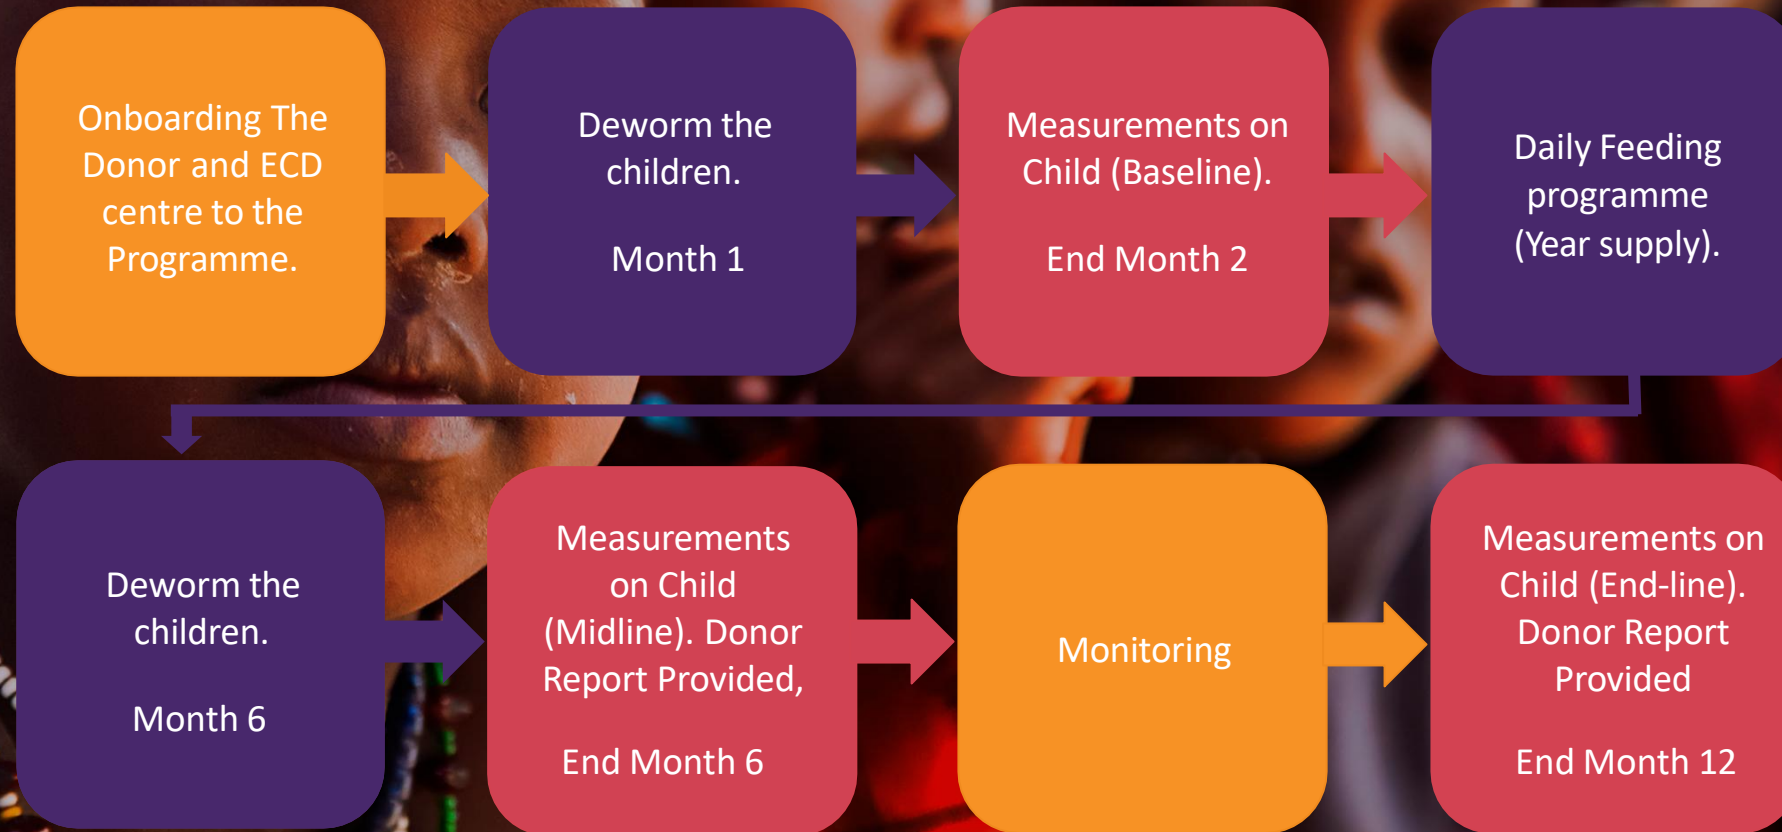 Onboarding The
Donor and ECD
centre to the
Programme.
Deworm the
children.
Month 1
Measurements on
Child (Baseline).
End Month 2
Daily Feeding
programme
(Year supply).
Deworm the
children.
Month 6
Measurements
on Child
(Midline). Donor
Report Provided,
End Month 6
Monitoring
Measurements on
Child (End-line).
Donor Report
Provided
End Month 12